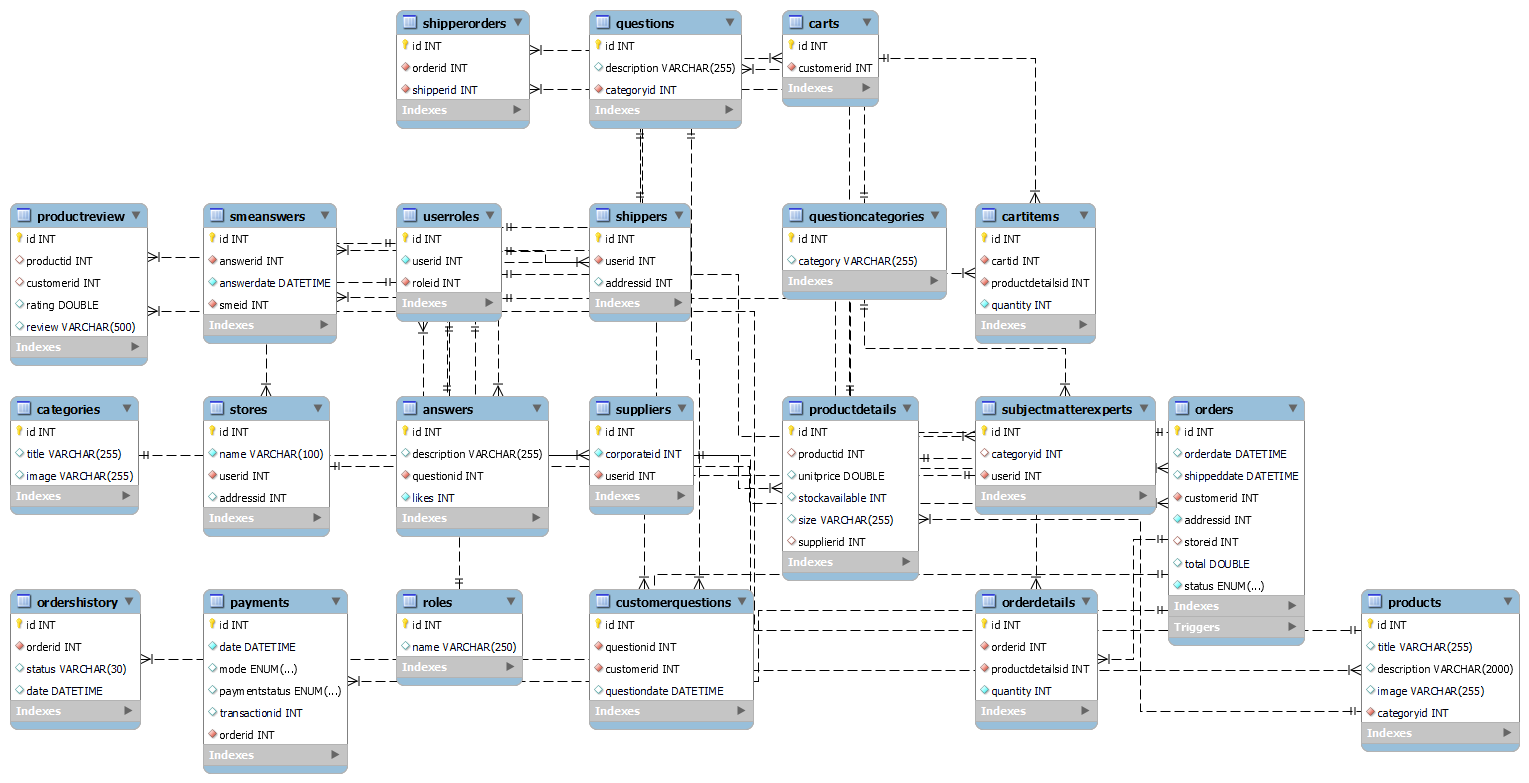 shipperorders
id INT
orderid INT
shipperid INT
Indexes
questions
id INT
description VARCHAR(255)
categoryid INT
Indexes
carts
id INT
customerid INT
Indexes
productreview
id INT
productid INT
customerid INT
rating DOUBLE
review VARCHAR(500)
Indexes
smeanswers
id INT
answerid INT
answerdate DATETIME
smeid INT
Indexes
userroles
id INT
userid INT
roleid INT
Indexes
shippers
id INT
userid INT
addressid INT
Indexes
questioncategories
id INT
category VARCHAR(255)
Indexes
cartitems
id INT
cartid INT
productdetailsid INT
quantity INT
Indexes
categories
id INT
title VARCHAR(255)
image VARCHAR(255)
Indexes
stores
id INT
name VARCHAR(100)
userid INT
addressid INT
Indexes
answers
id INT
description VARCHAR(255)
questionid INT
likes INT
Indexes
suppliers
id INT
corporateid INT
userid INT
Indexes
productdetails
id INT
productid INT
unitprice DOUBLE
stockavailable INT
size VARCHAR(255)
supplierid INT
Indexes
subjectmatterexperts
id INT
categoryid INT
userid INT
Indexes
orders
id INT
orderdate DATETIME
shippeddate DATETIME
customerid INT
addressid INT
storeid INT
total DOUBLE
status ENUM(...)
Indexes
Triggers
ordershistory
id INT
orderid INT
status VARCHAR(30)
date DATETIME
Indexes
payments
id INT
date DATETIME
mode ENUM(...)
paymentstatus ENUM(...)
transactionid INT
orderid INT
Indexes
roles
id INT
name VARCHAR(250)
Indexes
customerquestions
id INT
questionid INT
customerid INT
questiondate DATETIME
Indexes
orderdetails
id INT
orderid INT
productdetailsid INT
quantity INT
Indexes
products
id INT
title VARCHAR(255)
description VARCHAR(2000)
image VARCHAR(255)
categoryid INT
Indexes